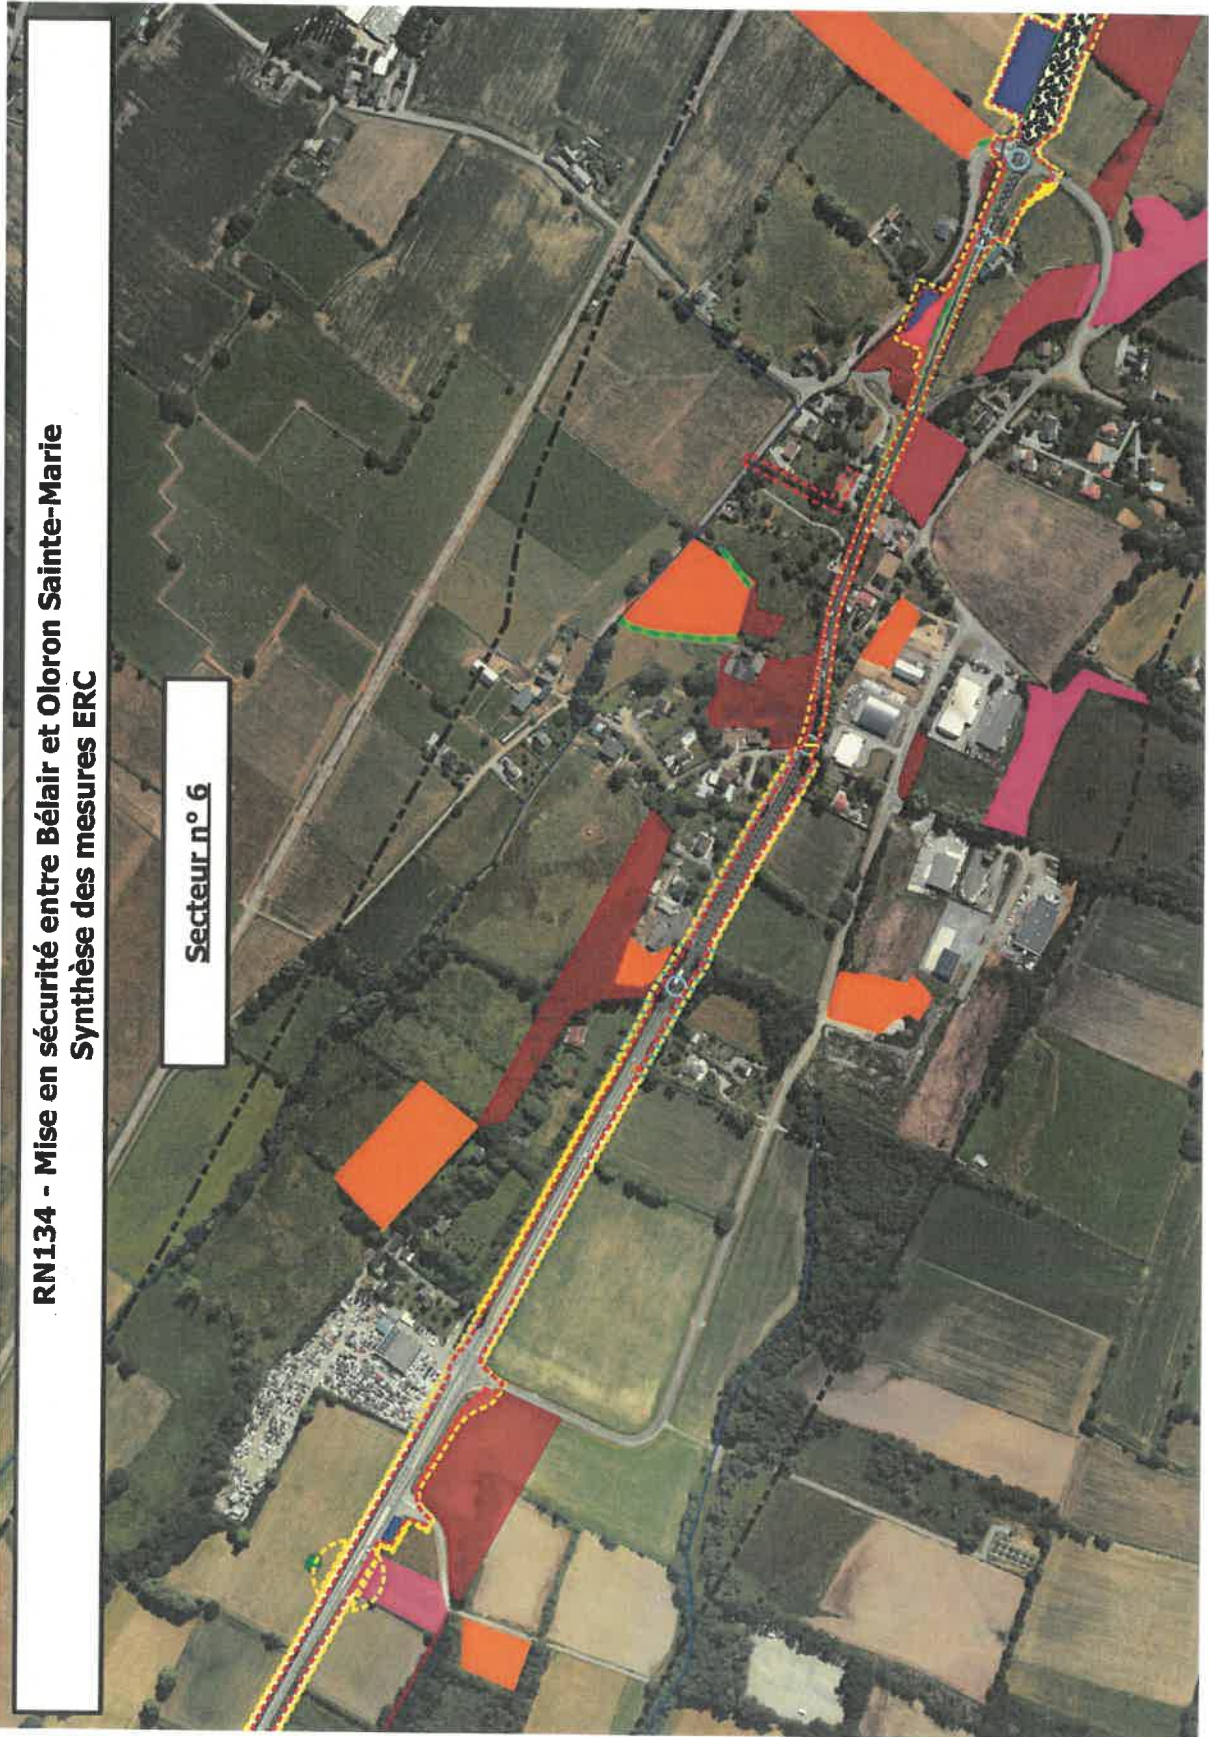 RN134 - Mise en sécurité entre Bélair et Oloron Sainte-Marie
Synthèse des mesures ERC
Secteur n° 6